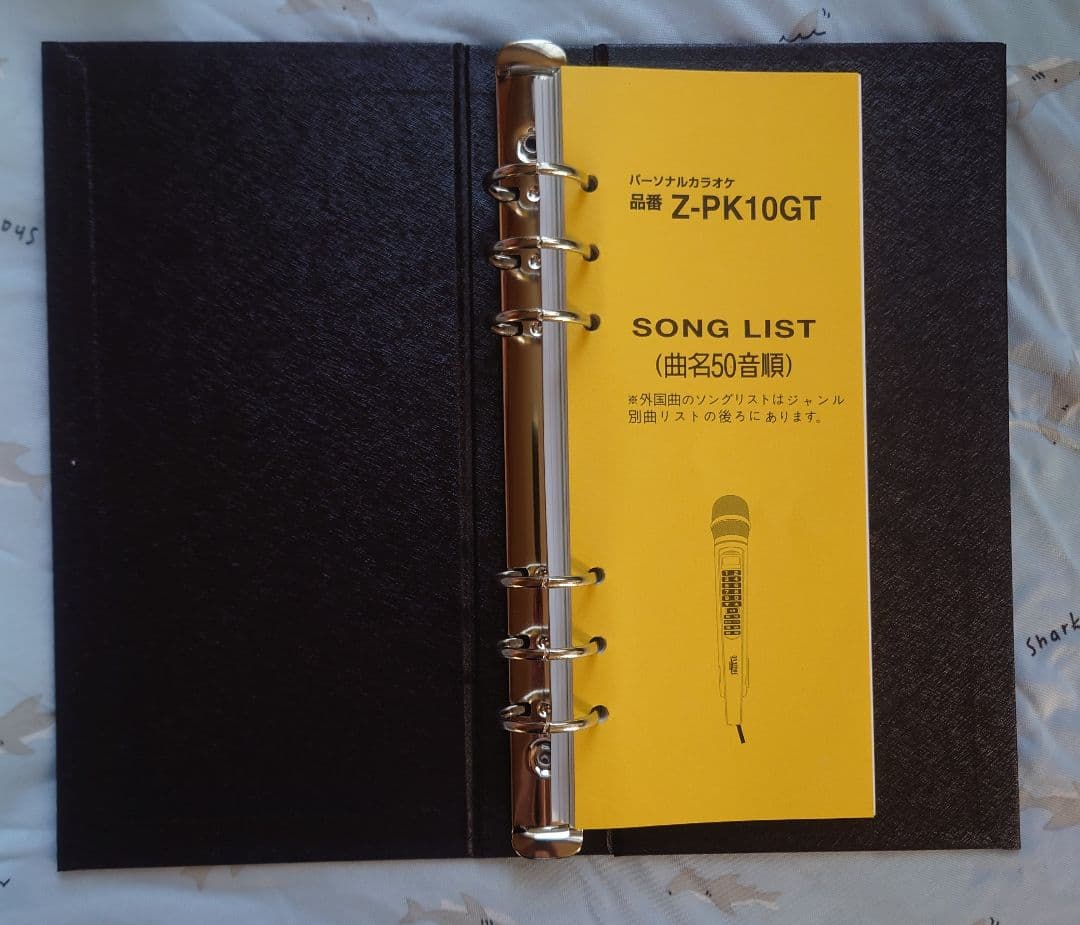 パーソナルカラオケ
品番 Z-PK10GT
SONG LIST
(曲名50音順)
※外国曲のソングリストはジャンル
別曲リストの後ろにあります。
ous
shark